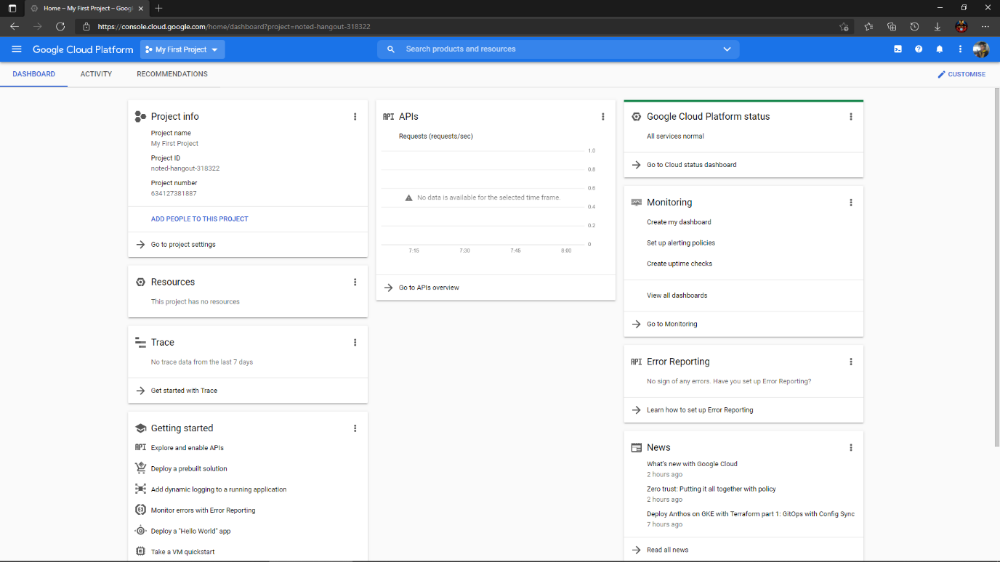 Home – My First Project – Googl
https://console.cloud.google.com/home/dashboard?project=noted-hangout-318322
Google Cloud Platform
My First Project
Search products and resources
DASHBOARD
ACTIVITY
RECOMMENDATIONS
CUSTOMISE
Project info
Project name
My First Project
Project ID
noted-hangout-318322
Project number
634127381887
ADD PEOPLE TO THIS PROJECT
Go to project settings
Resources
This project has no resources
Trace
No trace data from the last 7 days
Get started with Trace
Getting started
API Explore and enable APIs
Deploy a prebuilt solution
Add dynamic logging to a running application
Monitor errors with Error Reporting
Deploy a "Hello World" app
Take a VM quickstart
API APIs
Requests (requests/sec)
1.0
0.8
0.6
No data is available for the selected time frame.
0.4
0.2
0
7:15 7:30 7:45 8:00
Go to APIs overview
Google Cloud Platform status
All services normal
Go to Cloud status dashboard
Monitoring
Create my dashboard
Set up alerting policies
Create uptime checks
View all dashboards
Go to Monitoring
API Error Reporting
No sign of any errors. Have you set up Error Reporting?
Learn how to set up Error Reporting
News
What's new with Google Cloud
2 hours ago
Zero trust: Putting it all together with policy
2 hours ago
Deploy Anthos on GKE with Terraform part 1: GitOps with Config Sync
7 hours ago
Read all news